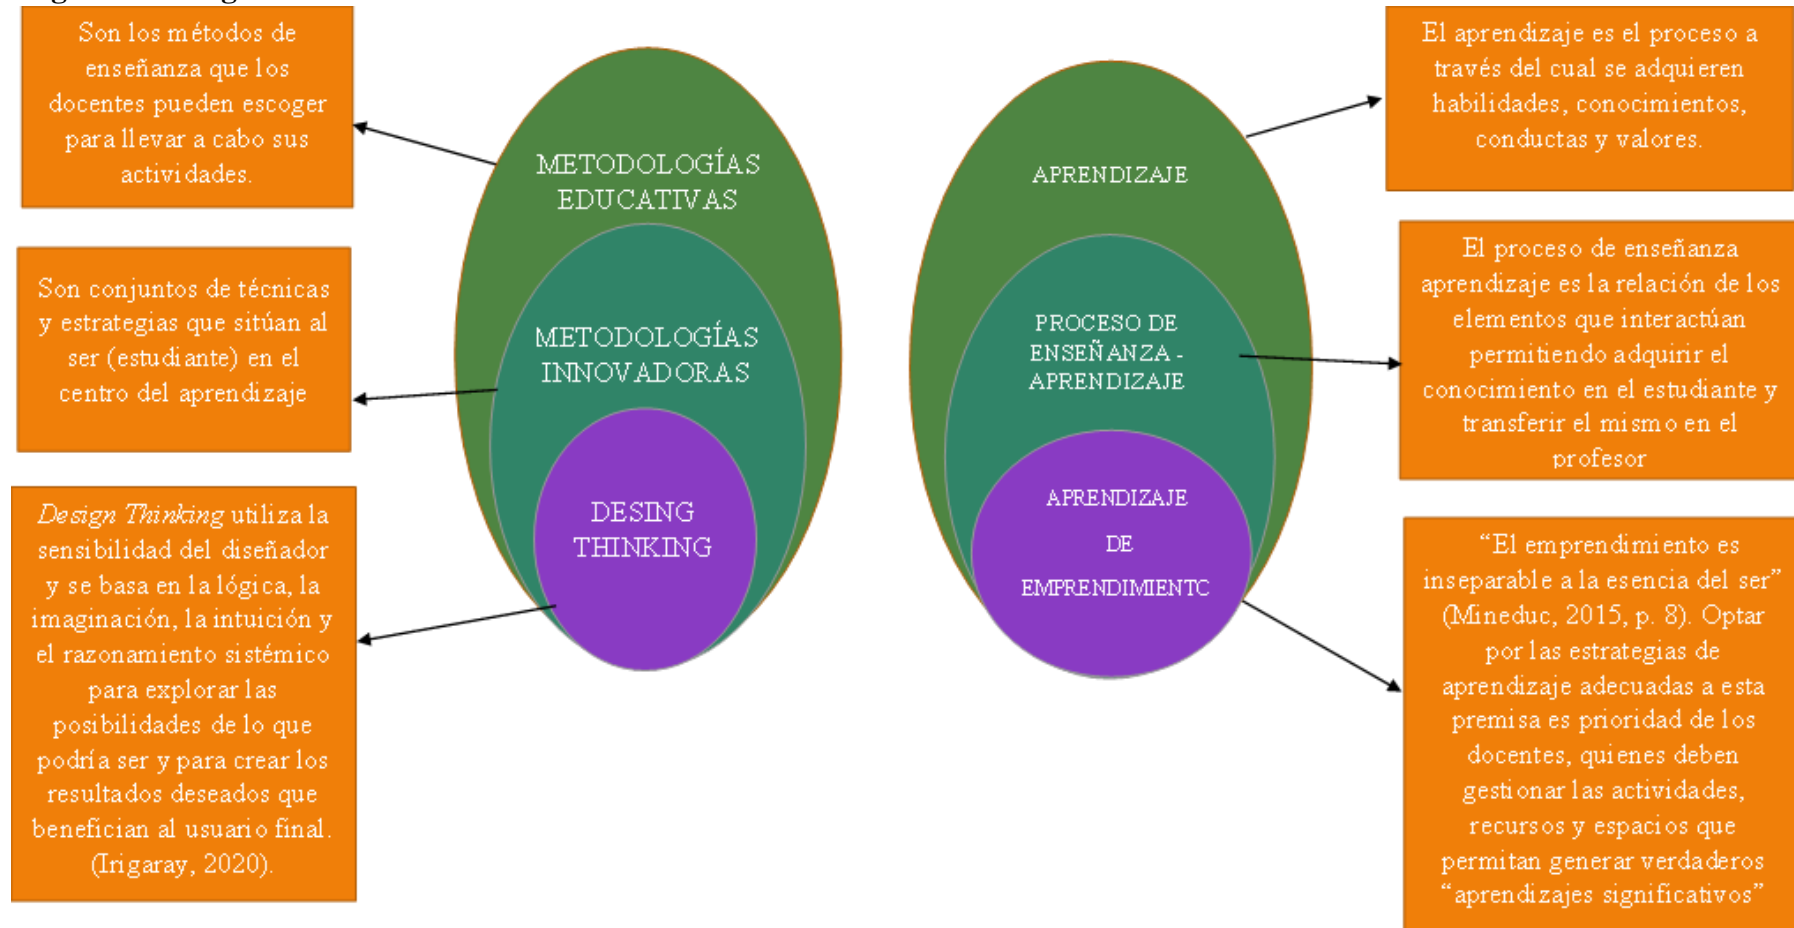 Son los métodos de
enseñanza que los
docentes pueden escoger
para llevar a cabo sus
actividades.
Son conjuntos de técnicas
y estrategias que sitúan al
ser (estudiante) en el
centro del aprendizaje
Design Thinking utiliza la
sensibilidad del diseñador
y se basa en la lógica, la
imaginación, la intuición y
el razonamiento sistémico
para explorar las
posibilidades de lo que
podría ser y para crear los
resultados deseados que
benefician al usuario final.
(Irigaray, 2020).
METODOLOGÍAS
EDUCATIVAS
METODOLOGÍAS
INNOVADORAS
DESING
THINKING
APRENDIZAJE
PROCESO DE
ENSEÑANZA -
APRENDIZAJE
APRENDIZAJE
DE
EMPRENDIMIENTO
El aprendizaje es el proceso a
través del cual se adquieren
habilidades, conocimientos,
conductas y valores.
El proceso de enseñanza
aprendizaje es la relación de los
elementos que interactúan
permitiendo adquirir el
conocimiento en el estudiante y
transferir el mismo en el
profesor
“El emprendimiento es
inseparable a la esencia del ser”
(Mineduc, 2015, p. 8). Optar
por las estrategias de
aprendizaje adecuadas a esta
premisa es prioridad de los
docentes, quienes deben
gestionar las actividades,
recursos y espacios que
permitan generar verdaderos
“aprendizajes significativos”